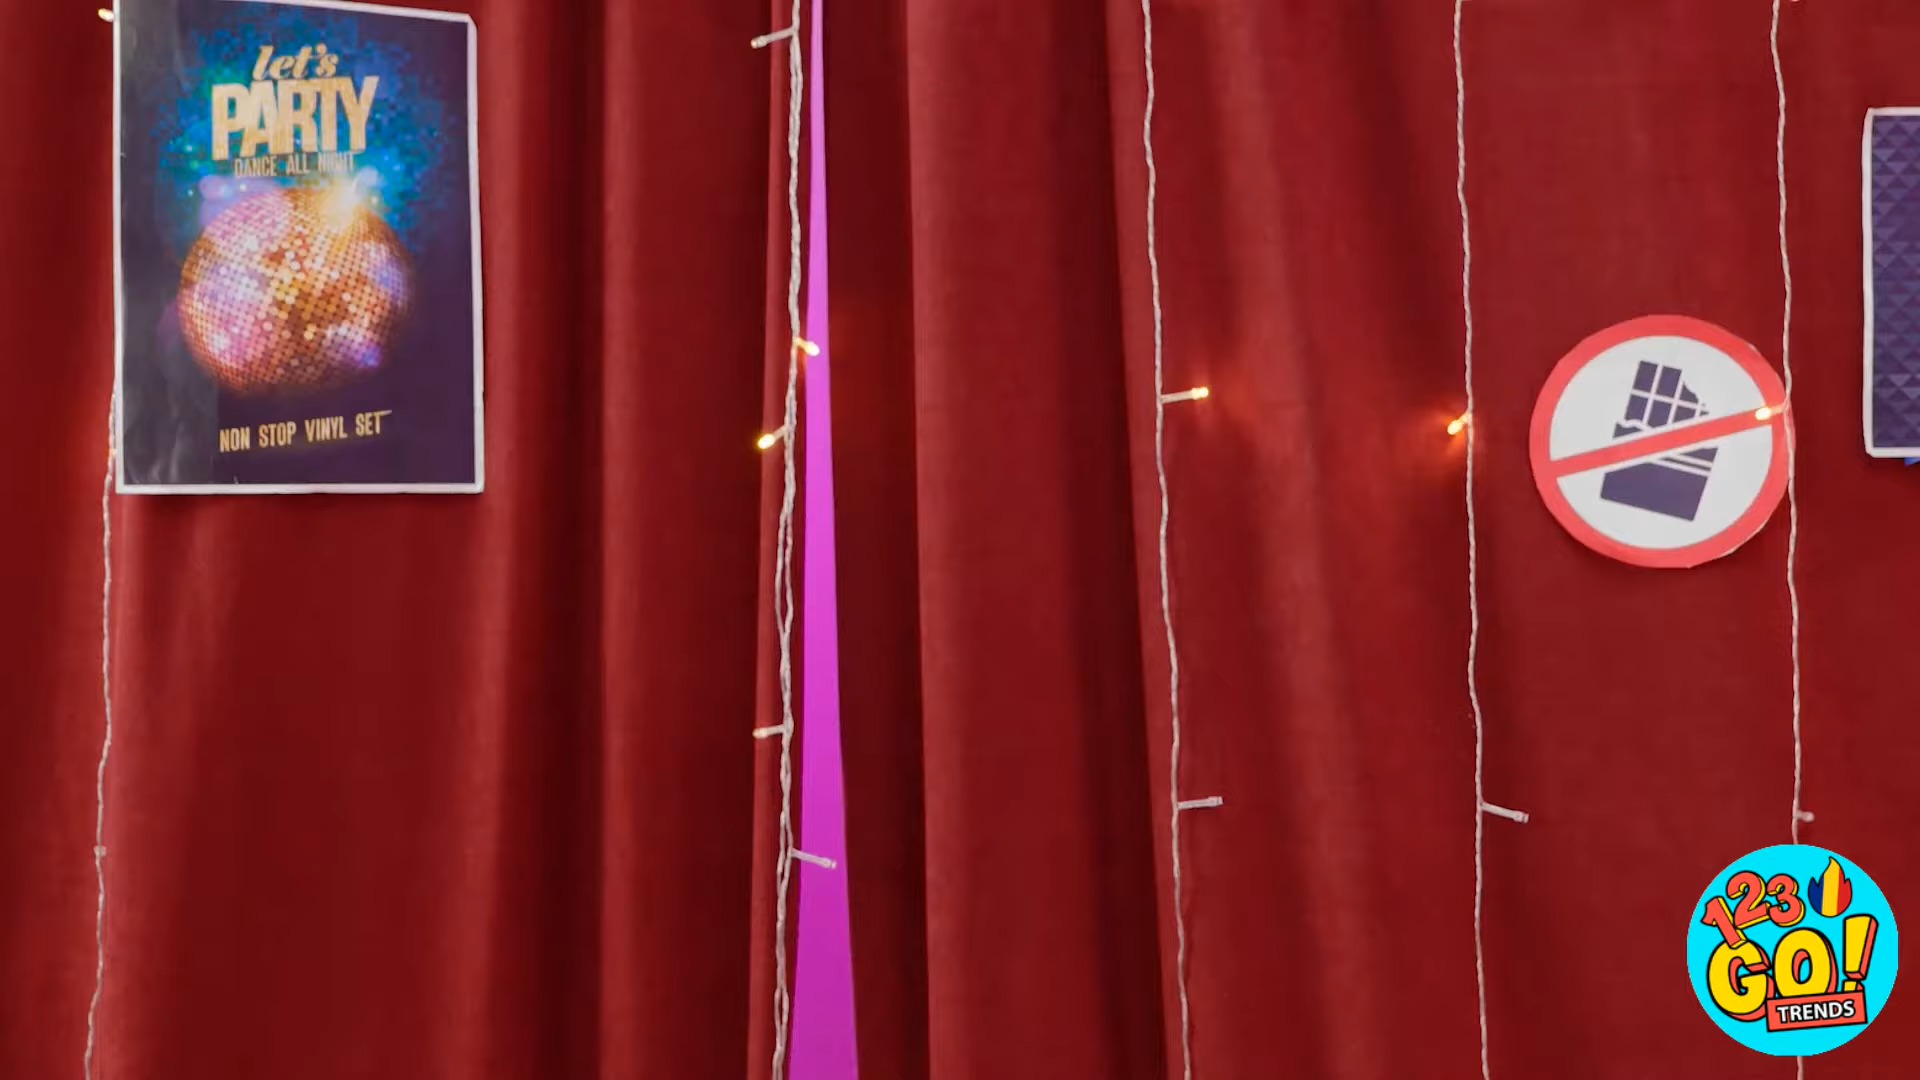 let's
PARTY
DANCE ALL NIGHT
NON STOP VINYL SET
123
GO!
TRENDS